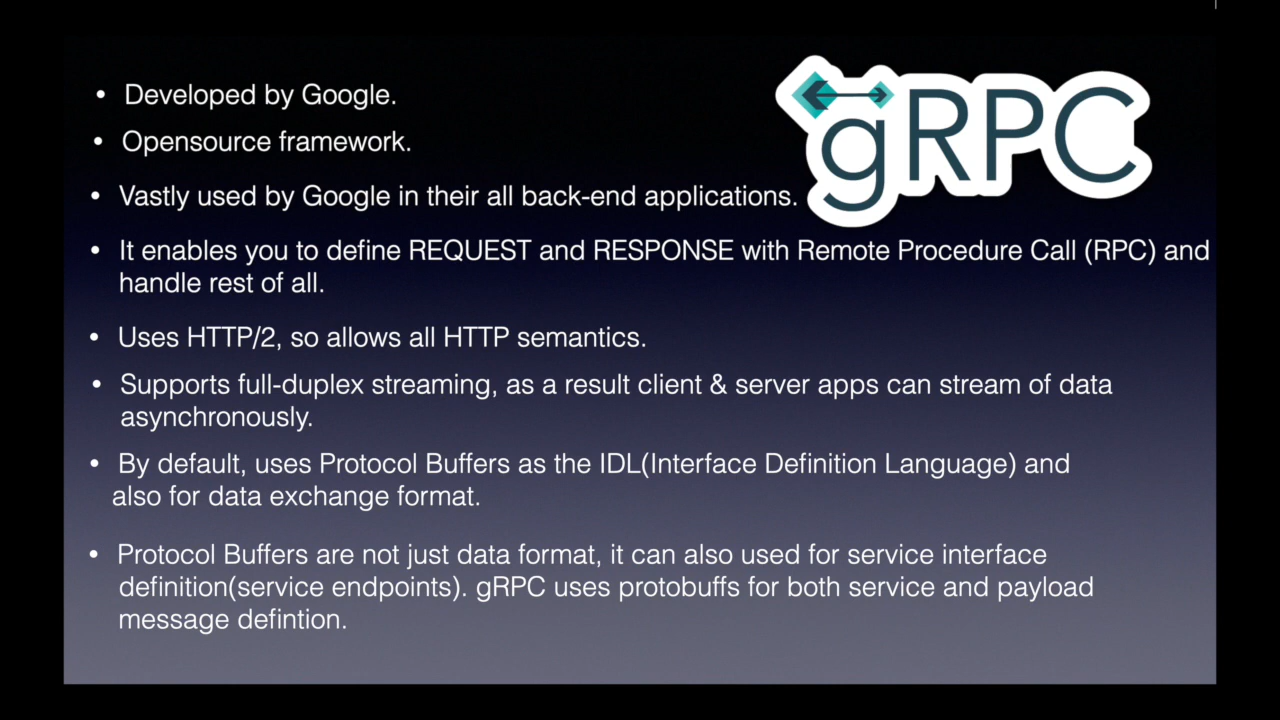 gRPC
• Developed by Google.
• Opensource framework.
• Vastly used by Google in their all back-end applications.
• It enables you to define REQUEST and RESPONSE with Remote Procedure Call (RPC) and
handle rest of all.
• Uses HTTP/2, so allows all HTTP semantics.
• Supports full-duplex streaming, as a result client & server apps can stream of data
asynchronously.
• By default, uses Protocol Buffers as the IDL(Interface Definition Language) and
also for data exchange format.
• Protocol Buffers are not just data format, it can also used for service interface
definition(service endpoints). gRPC uses protobuffs for both service and payload
message defintion.